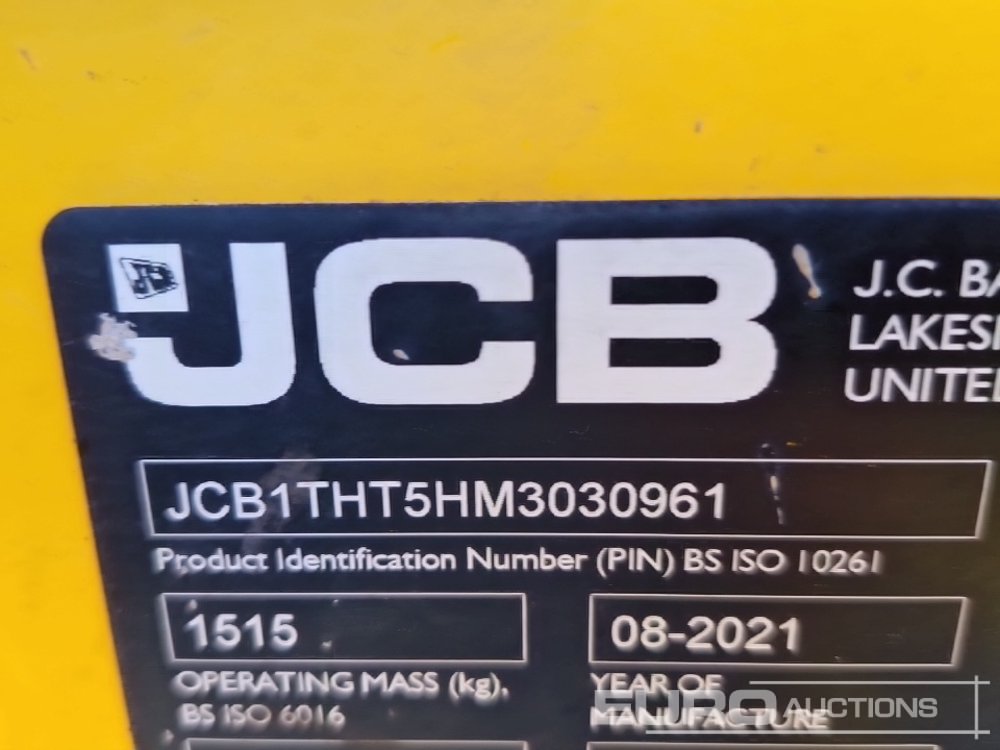 JCB
J.C. BA
LAKESI
UNITED
JCB1THT5HM3030961
Product Identification Number (PIN) BS ISO 10261
1515
08-2021
OPERATING MASS (kg),
BS ISO 6016
YEAR OF
MANUFACTURE
EURO AUCTIONS